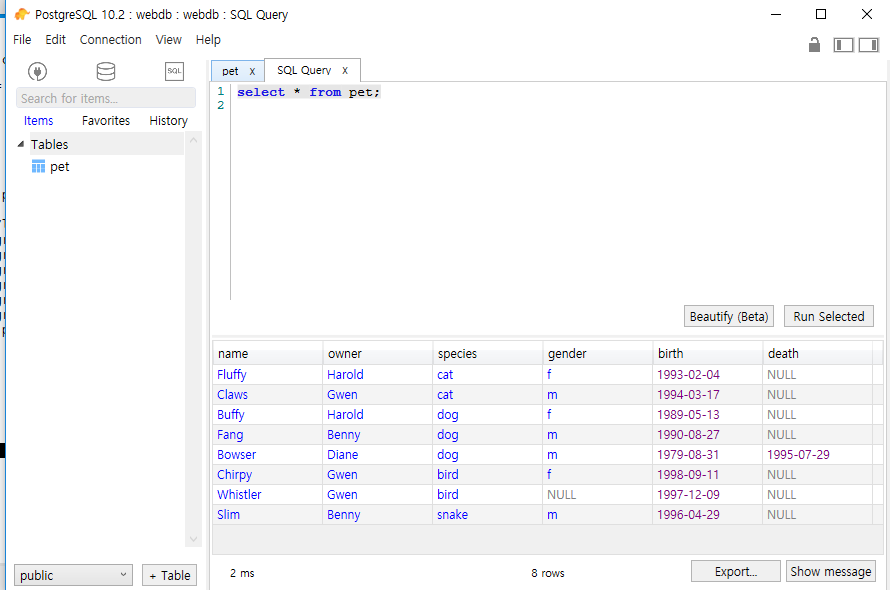 PostgreSQL 10.2 : webdb : webdb : SQL Query
File Edit Connection View Help
SQL
Search for items...
Items Favorites History
Tables
pet
pet x SQL Query x
1 select * from pet;
2
Beautify (Beta) Run Selected
name owner species gender birth death
Fluffy Harold cat f 1993-02-04 NULL
Claws Gwen cat m 1994-03-17 NULL
Buffy Harold dog f 1989-05-13 NULL
Fang Benny dog m 1990-08-27 NULL
Bowser Diane dog m 1979-08-31 1995-07-29
Chirpy Gwen bird f 1998-09-11 NULL
Whistler Gwen bird NULL 1997-12-09 NULL
Slim Benny snake m 1996-04-29 NULL
public + Table 2 ms 8 rows Export... Show message